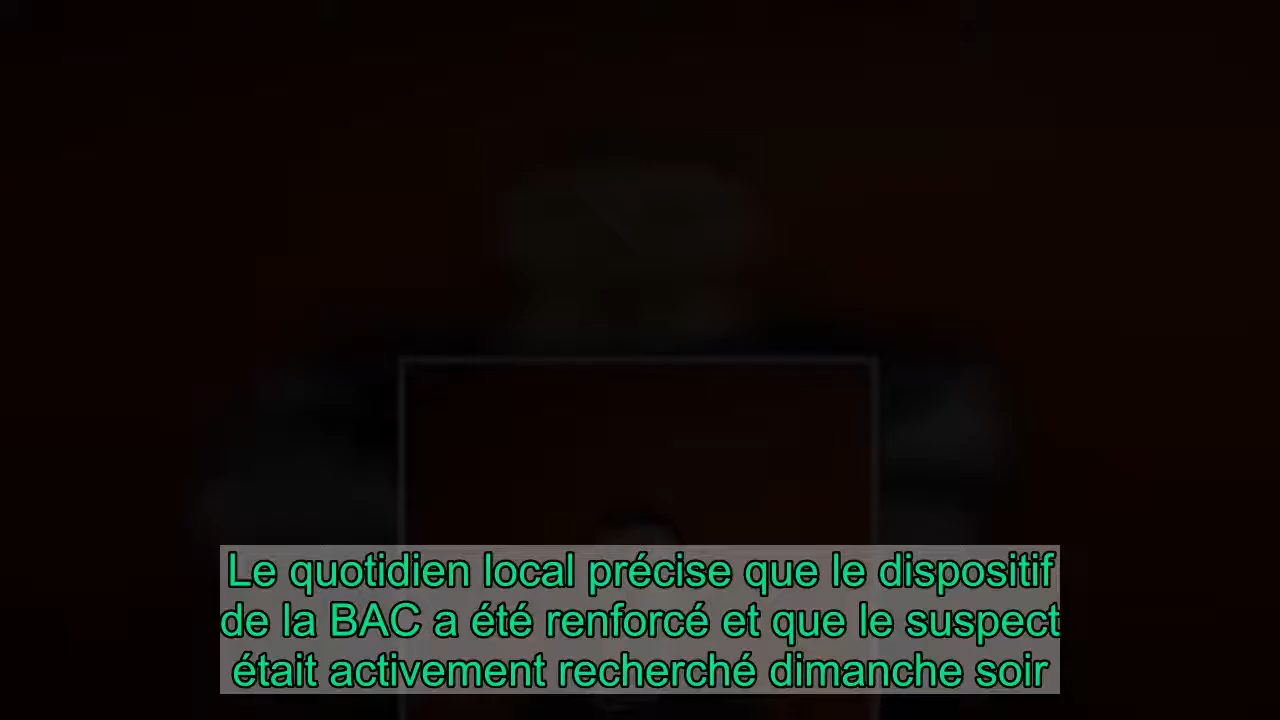 Le quotidien local précise que le dispositif
de la BAC a été renforcé et que le suspect
était activement recherché dimanche soir